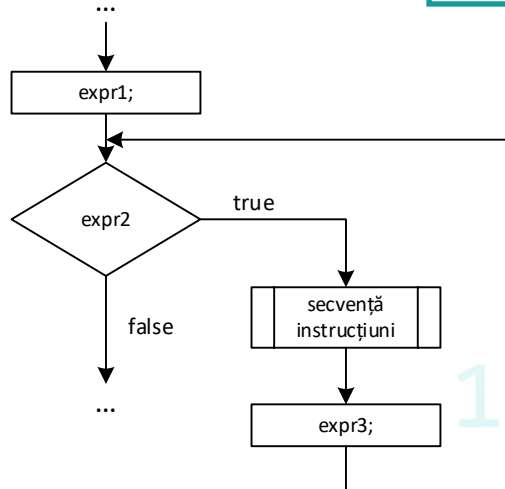 ...
expr1;
expr2
true
false
secvență
instrucțiuni
...
expr3;
1